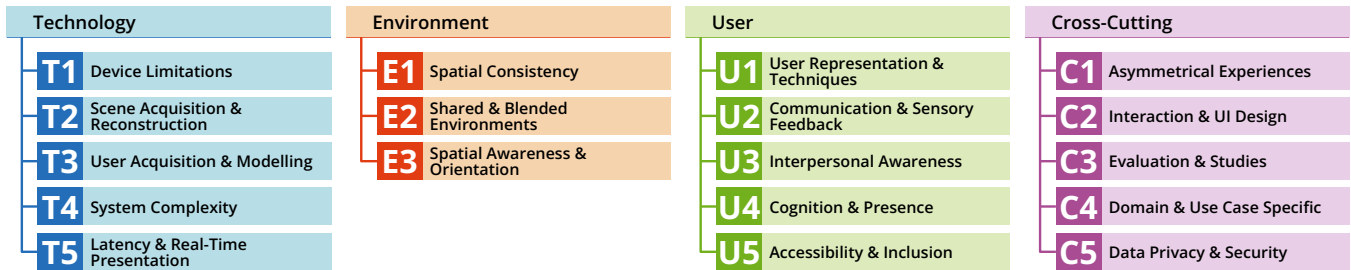 Technology
T1 Device Limitations
T2 Scene Acquisition &
Reconstruction
T3 User Acquisition & Modelling
T4 System Complexity
T5 Latency & Real-Time
Presentation
Environment
E1 Spatial Consistency
E2 Shared & Blended
Environments
E3 Spatial Awareness &
Orientation
User
U1 User Representation &
Techniques
U2 Communication & Sensory
Feedback
U3 Interpersonal Awareness
U4 Cognition & Presence
U5 Accessibility & Inclusion
Cross-Cutting
C1 Asymmetrical Experiences
C2 Interaction & UI Design
C3 Evaluation & Studies
C4 Domain & Use Case Specific
C5 Data Privacy & Security